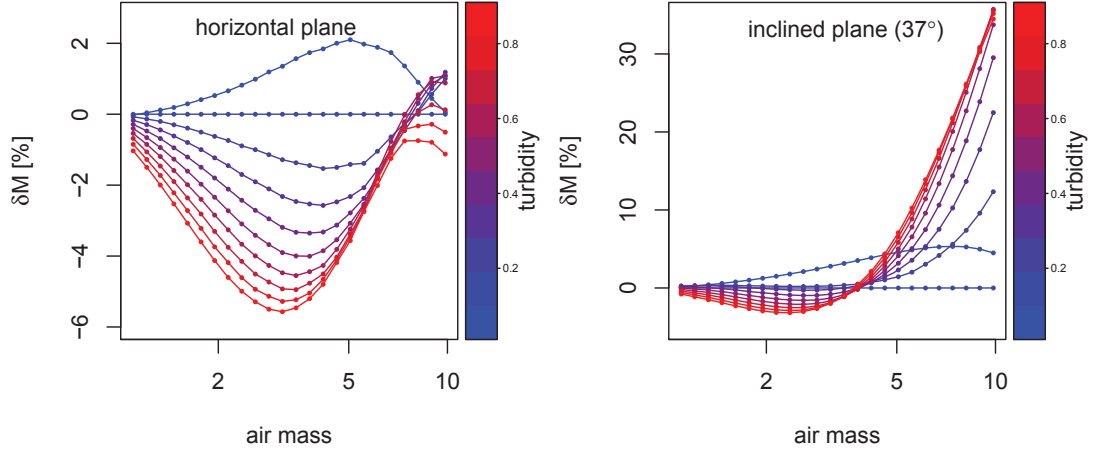 horizontal plane
δM [%]
2
0
−2
−4
−6
2
5
10
air mass
0.8
0.6
0.4
0.2
turbidity
inclined plane (37°)
δM [%]
30
20
10
0
2
5
10
air mass
0.8
0.6
0.4
0.2
turbidity